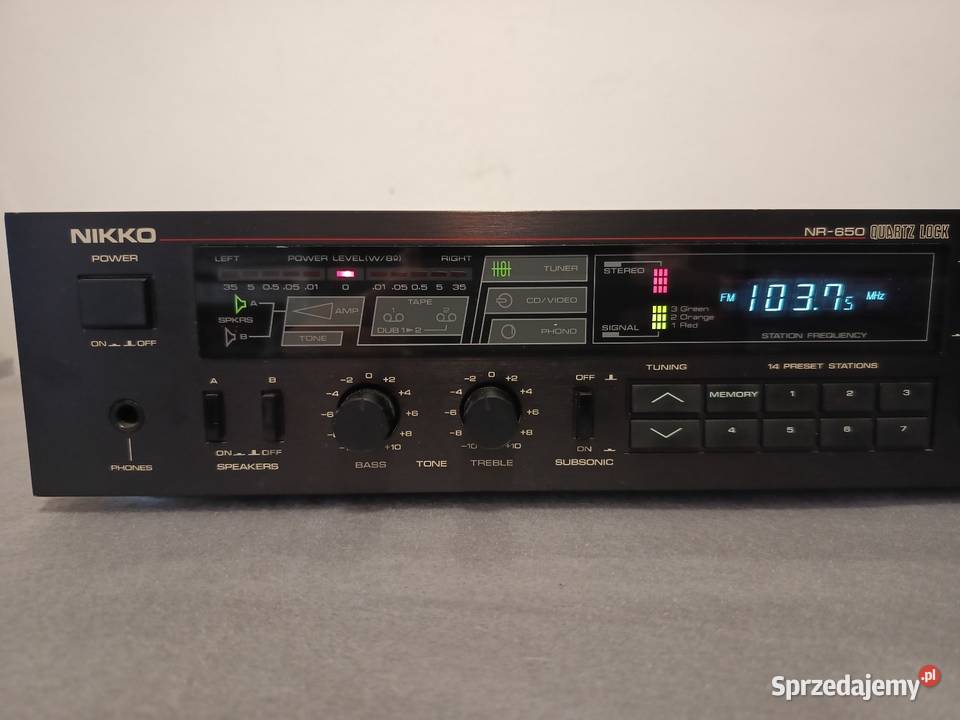 NIKKO
NR-650 QUARTZ LOCK
POWER
ON OFF
LEFT POWER LEVEL(W/8Ω) RIGHT
35 5 0.5 .05 .01 0 .01 .05 0.5 5 35
SPKRS A B
AMP
TONE
TAPE
1 2
DUB 1▶2
TUNER
CD/VIDEO
PHONO
STEREO
SIGNAL
3 Green
2 Orange
1 Red
FM 103.75 MHz
STATION FREQUENCY
PHONES
A B
ON OFF
SPEAKERS
-2 0 +2
-4 +4
-6 +6
+8
+10
BASS
TONE
-2 0 +2
-4 +4
-6 +6
-8 +8
-10 +10
TREBLE
OFF
ON
SUBSONIC
TUNING
14 PRESET STATIONS
MEMORY 1 2 3
4 5 6 7
Sprzedajemy.pl